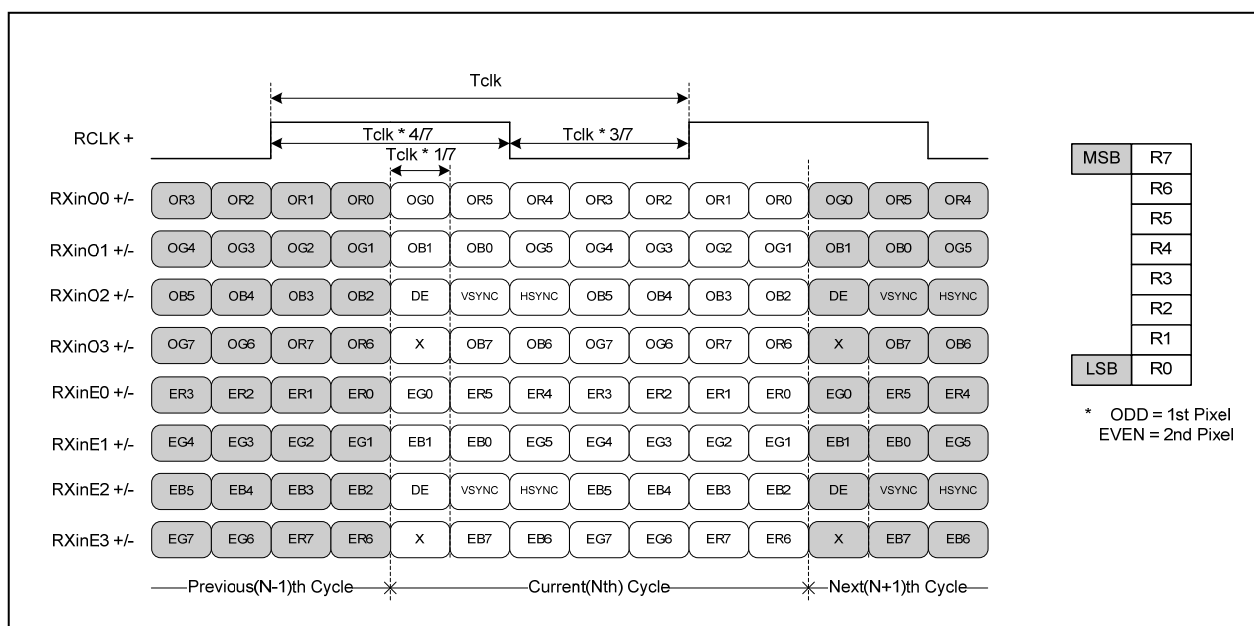 Tclk
RCLK +
Tclk * 4/7
Tclk * 3/7
Tclk * 1/7
RXinO0 +/- OR3 OR2 OR1 OR0 OG0 OR5 OR4 OR3 OR2 OR1 OR0 OG0 OR5 OR4
RXinO1 +/- OG4 OG3 OG2 OG1 OB1 OB0 OG5 OG4 OG3 OG2 OG1 OB1 OB0 OG5
RXinO2 +/- OB5 OB4 OB3 OB2 DE VSYNC HSYNC OB5 OB4 OB3 OB2 DE VSYNC HSYNC
RXinO3 +/- OG7 OG6 OR7 OR6 X OB7 OB6 OG7 OG6 OR7 OR6 X OB7 OB6
RXinE0 +/- ER3 ER2 ER1 ER0 EG0 ER5 ER4 ER3 ER2 ER1 ER0 EG0 ER5 ER4
RXinE1 +/- EG4 EG3 EG2 EG1 EB1 EB0 EG5 EG4 EG3 EG2 EG1 EB1 EB0 EG5
RXinE2 +/- EB5 EB4 EB3 EB2 DE VSYNC HSYNC EB5 EB4 EB3 EB2 DE VSYNC HSYNC
RXinE3 +/- EG7 EG6 ER7 ER6 X EB7 EB6 EG7 EG6 ER7 ER6 X EB7 EB6
Previous(N-1)th Cycle Current(Nth) Cycle Next(N+1)th Cycle
MSB R7
R6
R5
R4
R3
R2
R1
LSB R0
* ODD = 1st Pixel
EVEN = 2nd Pixel